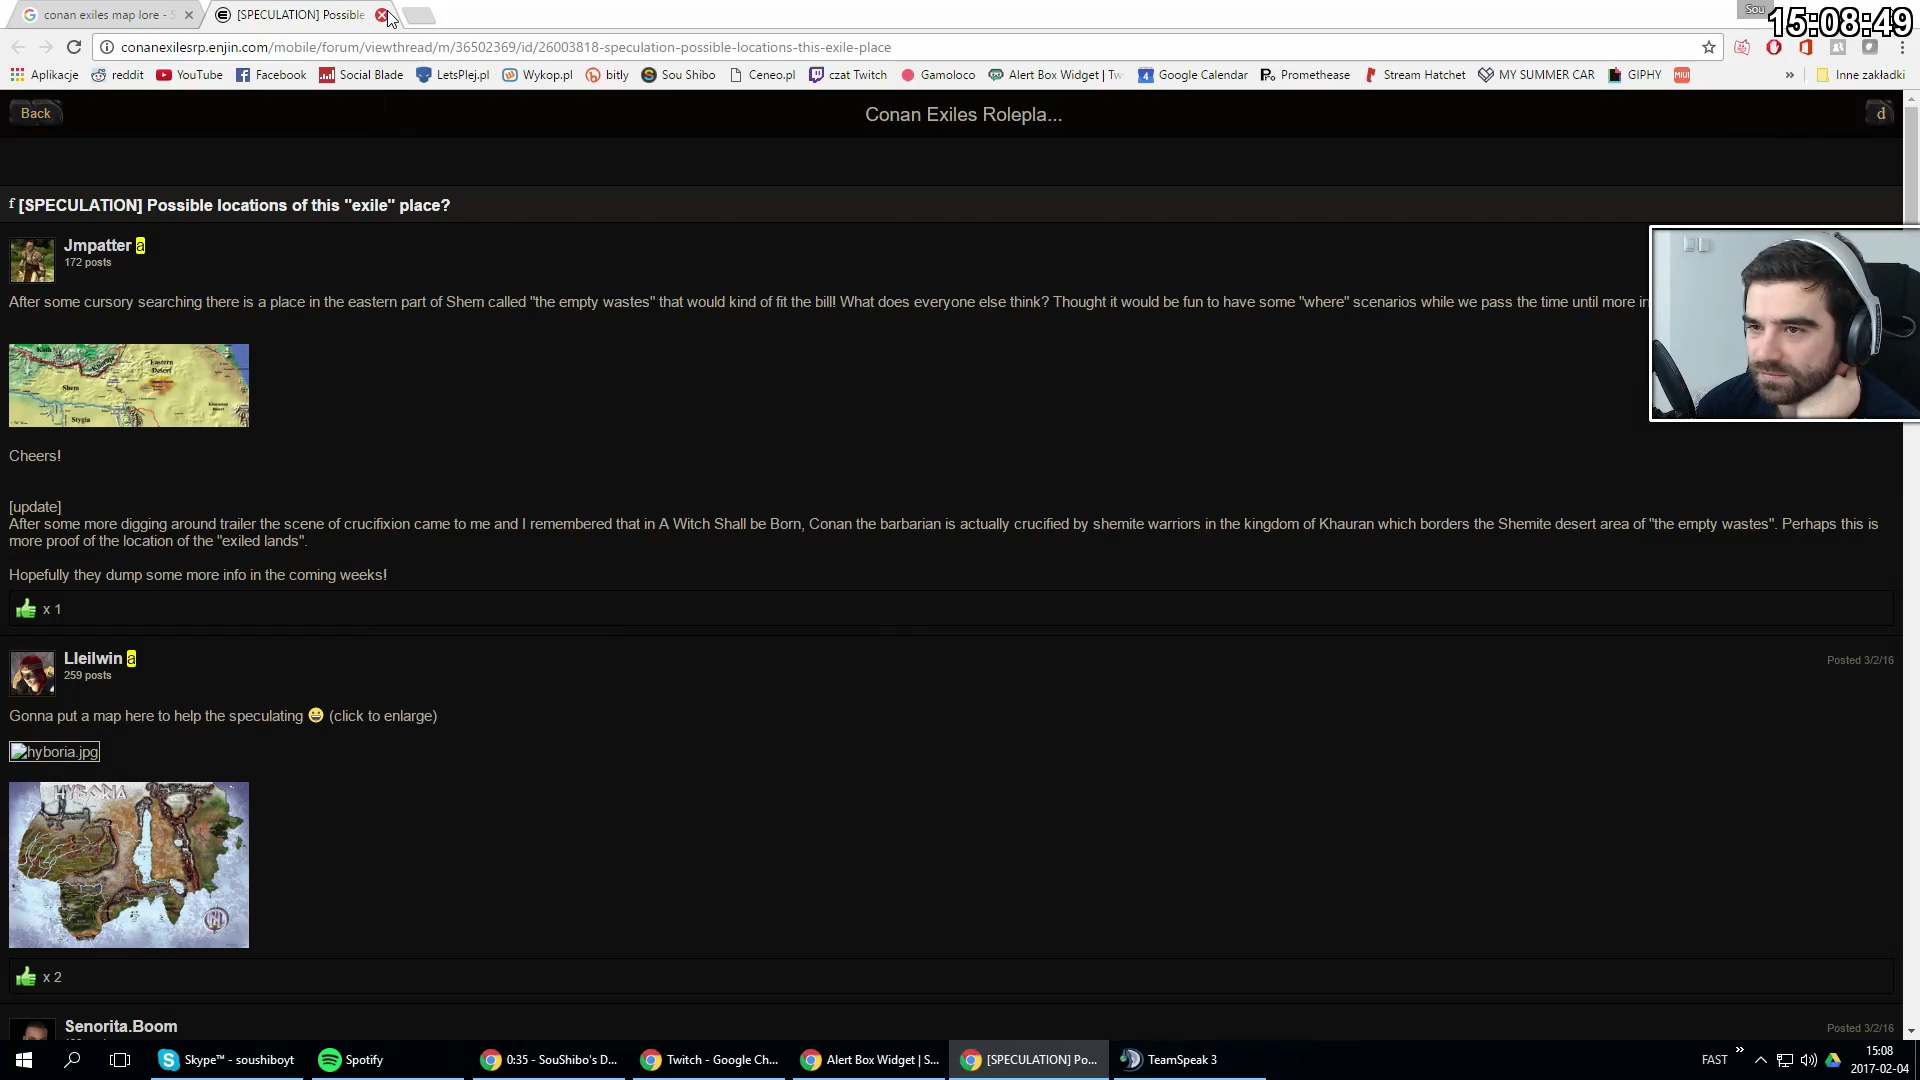 conan exiles map lore - S
[SPECULATION] Possible
Sou
15:08:49
conanexilesrp.enjin.com/mobile/forum/viewthread/m/36502369/id/26003818-speculation-possible-locations-this-exile-place
Aplikacje reddit YouTube Facebook Social Blade LetsPlej.pl Wykop.pl bitly Sou Shibo Ceneo.pl czat Twitch Gamoloco Alert Box Widget | Tw Google Calendar Promethease Stream Hatchet MY SUMMER CAR GIPHY MIUI » Inne zakładki
Back
Conan Exiles Rolepla...
d
f [SPECULATION] Possible locations of this "exile" place?
Jmpatter a
172 posts
After some cursory searching there is a place in the eastern part of Shem called "the empty wastes" that would kind of fit the bill! What does everyone else think? Thought it would be fun to have some "where" scenarios while we pass the time until more in
Koth
Khoraja
Eastern
Desert
Shem
Stygia
Cheers!
[update]
After some more digging around trailer the scene of crucifixion came to me and I remembered that in A Witch Shall be Born, Conan the barbarian is actually crucified by shemite warriors in the kingdom of Khauran which borders the Shemite desert area of "the empty wastes". Perhaps this is
more proof of the location of the "exiled lands".
Hopefully they dump some more info in the coming weeks!
x 1
Lleilwin a
259 posts
Posted 3/2/16
Gonna put a map here to help the speculating 😀 (click to enlarge)
hyboria.jpg
HYBORIA
x 2
Senorita.Boom
Posted 3/2/16
Skype™ - soushiboyt
Spotify
0:35 - SouShibo's D...
Twitch - Google Ch...
Alert Box Widget | S...
[SPECULATION] Po...
TeamSpeak 3
FAST »
15:08
2017-02-04